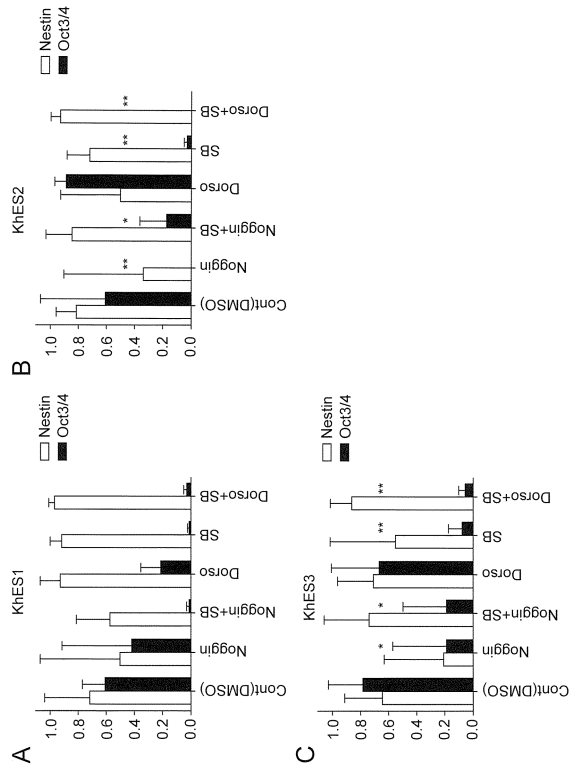 A
KhES1
Nestin
Oct3/4
1.0
0.8
0.6
0.4
0.2
0.0
Cont(DMSO)
Noggin
Noggin+SB
Dorso
SB
Dorso+SB
B
KhES2
Nestin
Oct3/4
1.0
0.8
0.6
0.4
0.2
0.0
** * ** **
Cont(DMSO)
Noggin
Noggin+SB
Dorso
SB
Dorso+SB
C
KhES3
Nestin
Oct3/4
1.0
0.8
0.6
0.4
0.2
0.0
* * ** **
Cont(DMSO)
Noggin
Noggin+SB
Dorso
SB
Dorso+SB